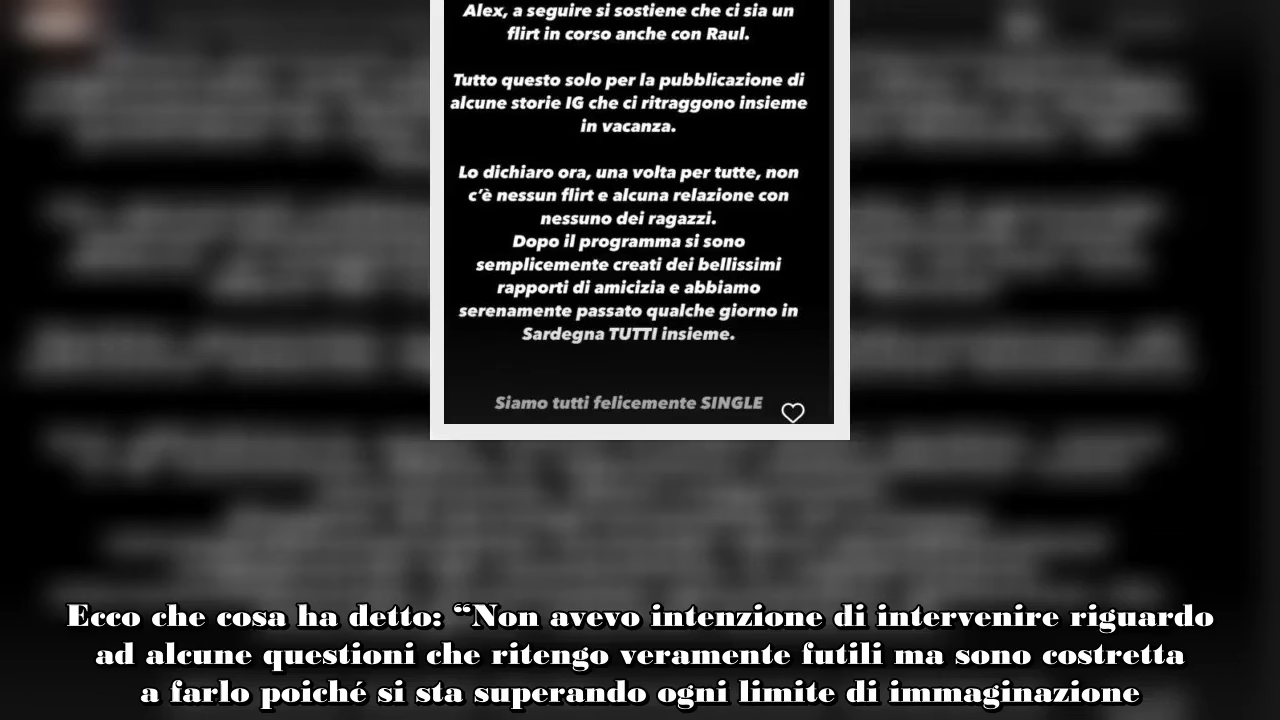 Alex, a seguire si sostiene che ci sia un
flirt in corso anche con Raul.
Tutto questo solo per la pubblicazione di
alcune storie IG che ci ritraggono insieme
in vacanza.
Lo dichiaro ora, una volta per tutte, non
c’è nessun flirt e alcuna relazione con
nessuno dei ragazzi.
Dopo il programma si sono
semplicemente creati dei bellissimi
rapporti di amicizia e abbiamo
serenamente passato qualche giorno in
Sardegna TUTTI insieme.
Siamo tutti felicemente SINGLE
Ecco che cosa ha detto: “Non avevo intenzione di intervenire riguardo
ad alcune questioni che ritengo veramente futili ma sono costretta
a farlo poiché si sta superando ogni limite di immaginazione